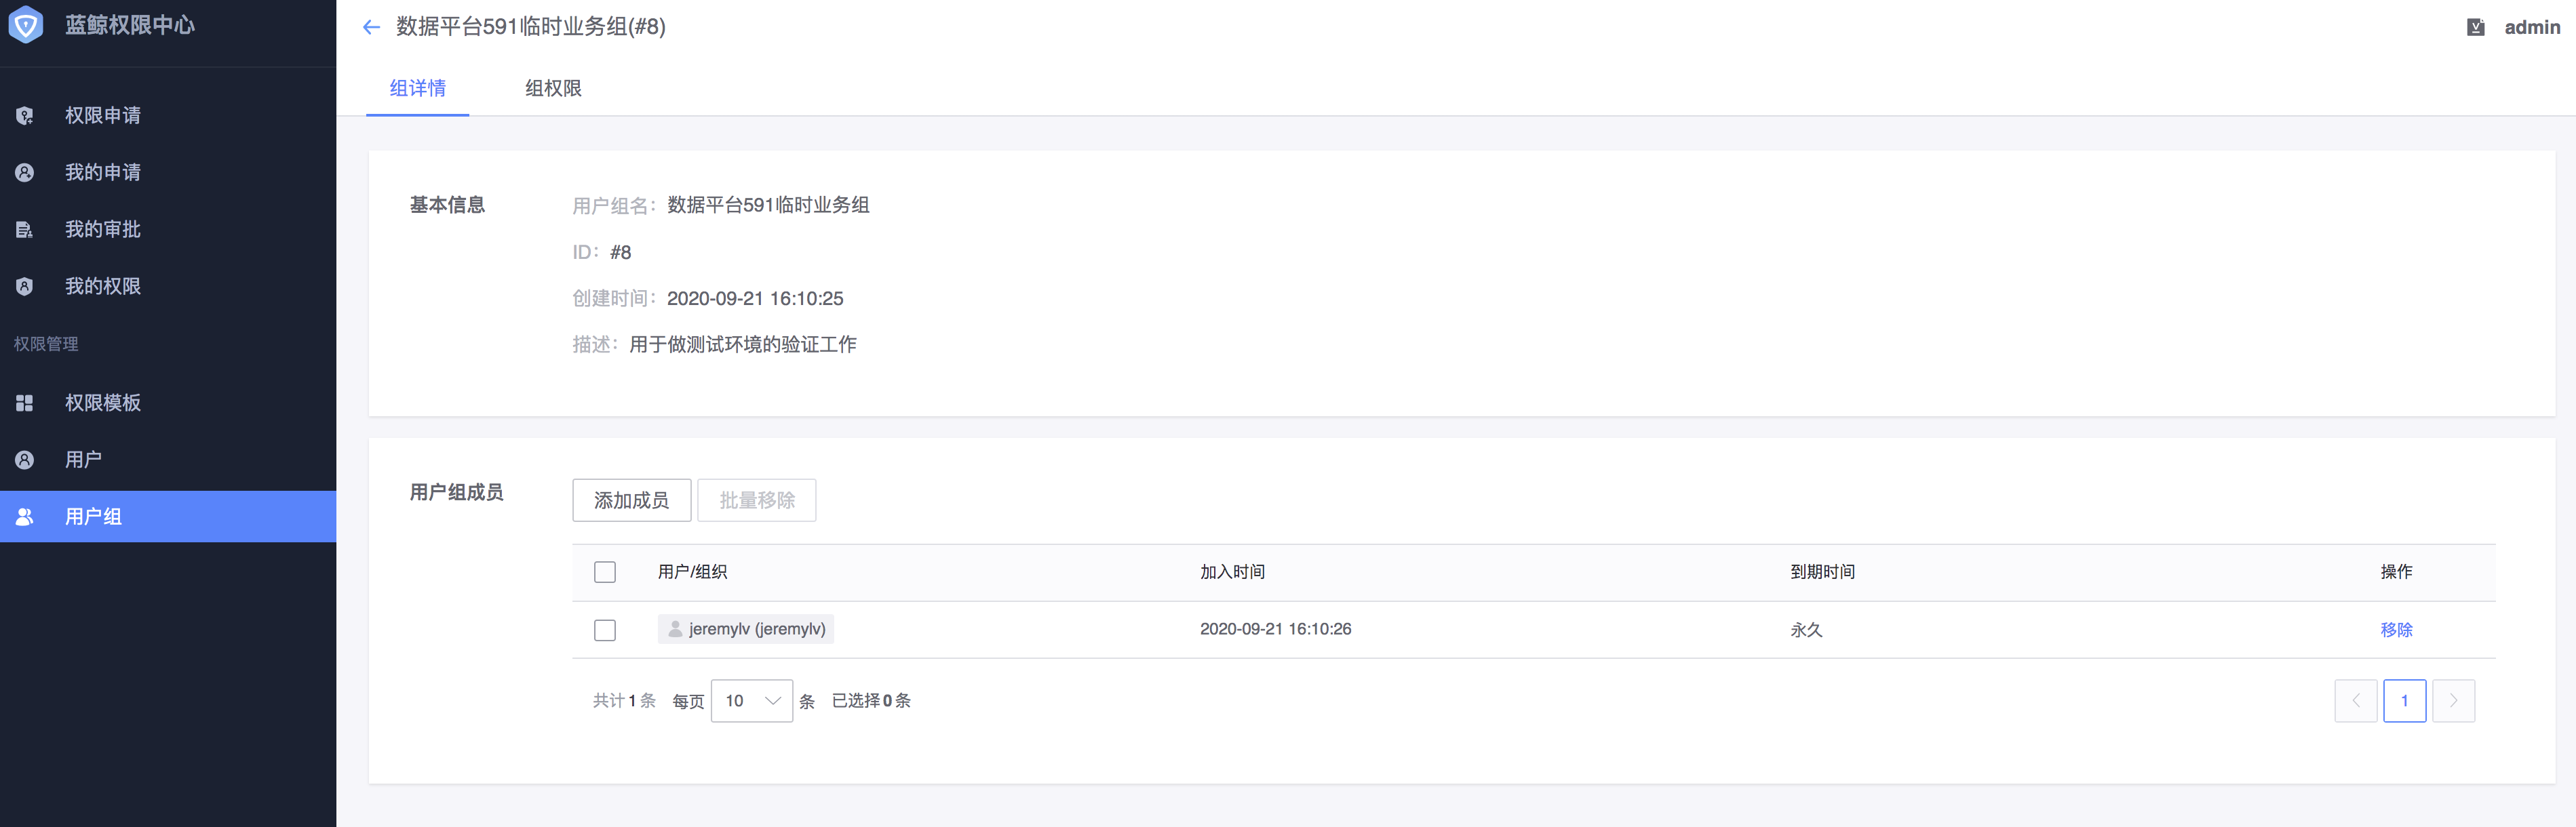 蓝鲸权限中心
权限申请
我的申请
我的审批
我的权限
权限管理
权限模板
用户
用户组
数据平台591临时业务组(#8)
admin
组详情 组权限
基本信息
用户组名：数据平台591临时业务组
ID：#8
创建时间：2020-09-21 16:10:25
描述：用于做测试环境的验证工作
用户组成员
添加成员 批量移除
用户/组织 加入时间 到期时间 操作
jeremylv (jeremylv) 2020-09-21 16:10:26 永久 移除
共计1条 每页 10 条 已选择0条 1